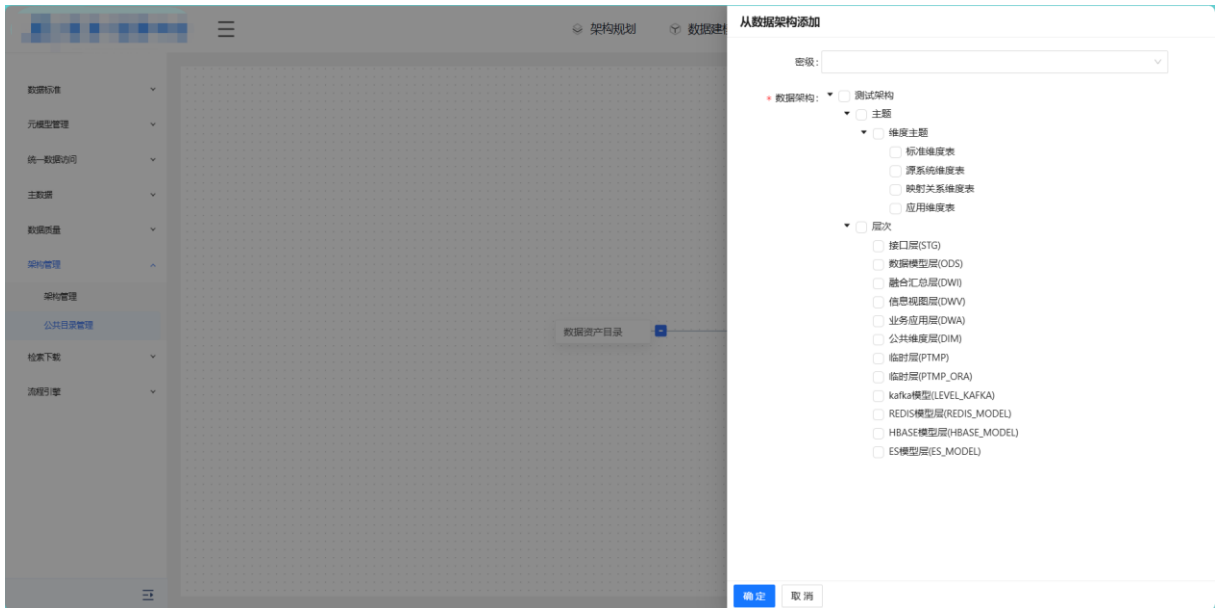 架构规划
数据建模
从数据架构添加
密级:
* 数据架构:
测试架构
主题
维度主题
标准维度表
源系统维度表
映射关系维度表
应用维度表
层次
接口层(STG)
数据模型层(ODS)
融合汇总层(DWI)
信息视图层(DWV)
业务应用层(DWA)
公共维度层(DIM)
临时层(PTMP)
临时层(PTMP_ORA)
kafka模型(LEVEL_KAFKA)
REDIS模型层(REDIS_MODEL)
HBASE模型层(HBASE_MODEL)
ES模型层(ES_MODEL)
确定
取消
数据标准
元模型管理
统一数据访问
主数据
数据质量
架构管理
架构管理
公共目录管理
检索下载
流程引擎
数据资产目录